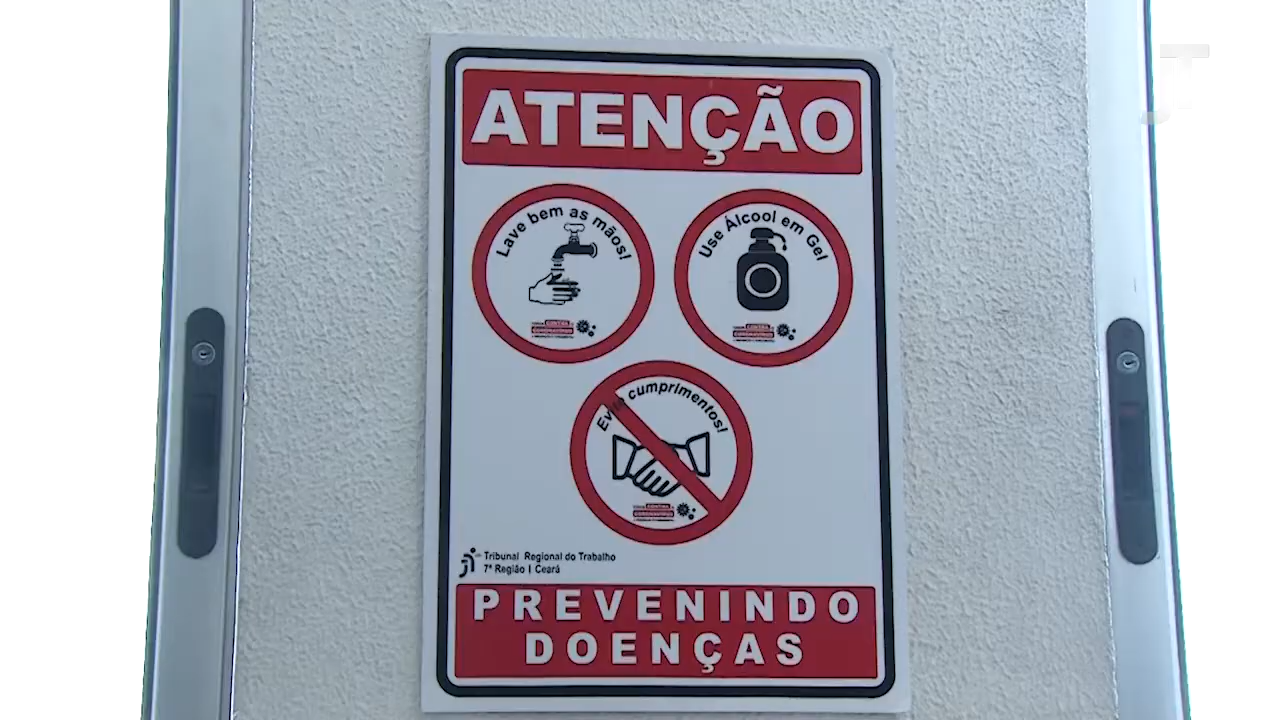 ATENÇÃO
Lave bem as mãos!
Use Álcool em Gel
Evite cumprimentos!
Tribunal Regional do Trabalho
7ª Região | Ceará
PREVENINDO
DOENÇAS